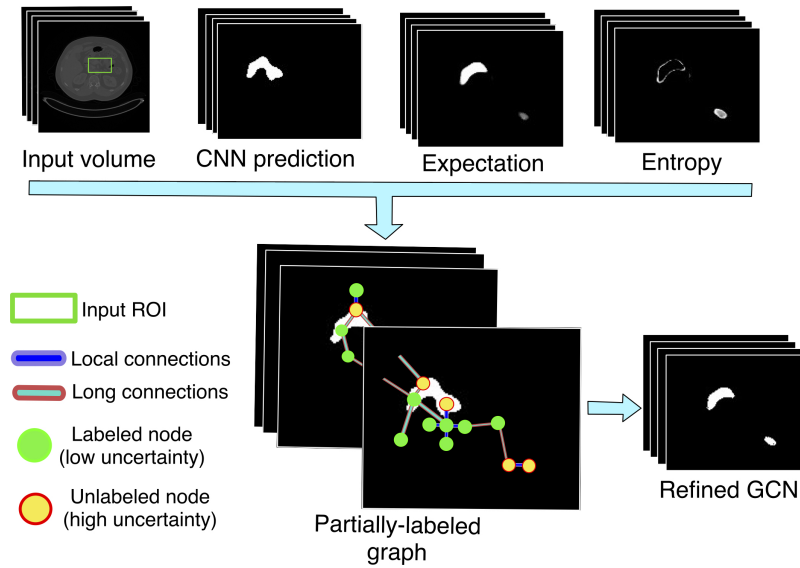 Input volume
CNN prediction
Expectation
Entropy
Input ROI
Local connections
Long connections
Labeled node
(low uncertainty)
Unlabeled node
(high uncertainty)
Partially-labeled
graph
Refined GCN